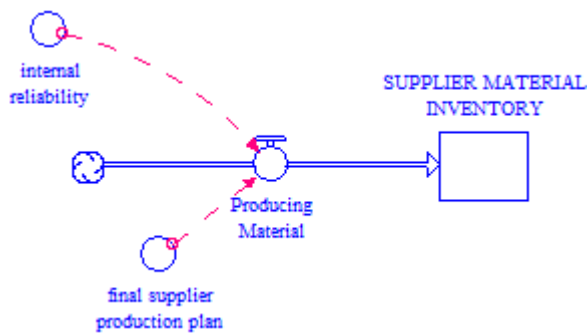 internal
reliability
SUPPLIER MATERIAL
INVENTORY
Producing
Material
final supplier
production plan